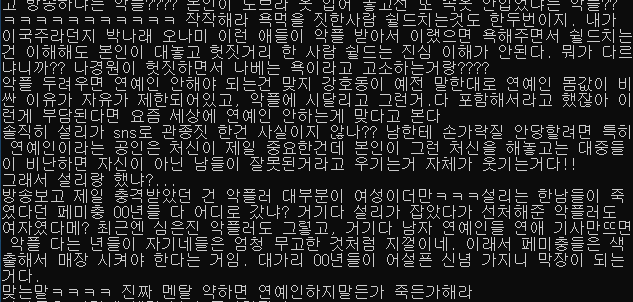 고 방송하나는 악플???? 본인이 노브라 옷 입어 놓고선 또 속옷 안입었냐는 악플??
ㅋㅋㅋㅋㅋㅋㅋㅋㅋㅋㅋ 작작해라 욕먹을 짓한사람 쉴드치는것도 한두번이지. 내가
이국주라던지 박나래 오나미 이런 애들이 악플 받아서 이겼으면 욕해주면서 쉴드치는
건 이해해도 본인이 대놓고 헛짓거리 한 사람 쉴드는 진심 이해가 안된다. 뭐가 다르
냐니까?? 나경원이 헛짓하면서 나베는 욕이라고 고소하는거랑????
악플 두려우면 연예인 안해야 되는건 맞지 강호동이 예전 말한대로 연예인 몸값이 비
싼 이유가 자유가 제한되어있고, 악플에 시달리고 그런거.다 포함해서라고 했잖아 이
런게 부담된다면 요즘 세상에 연예인 안하는게 맞다고 본다
솔직히 설리가 sns로 관종짓 한건 사실이지 않나?? 남한테 손가락질 안당할려면 특히
연예인이라는 공인은 처신이 제일 중요한건데 본인이 그런 처신을 해놓고는 대중들
이 비난하면 자신이 아닌 남들이 잘못된거라고 우기는거 자체가 웃기는거다!!
그래서 설리랑 했냐?..
방송보고 제일 충격받았던 건 악플러 대부분이 여성이더만ㅋㅋㅋ설리는 한남들이 죽
였다던 페미충 00년들 다 어디로 갔냐? 거기다 설리가 잡았다가 선처해준 악플러도
여자였다메? 최근엔 심은진 악플러도 그렇고, 거기다 남자 연예인들 연애 기사만뜨면
악플 다는 년들이 자기네들은 엄청 무고한 것처럼 지껄이네. 이래서 페미충들은 색
출해서 매장 시켜야 한다는 거임. 대가리 00년들이 어설픈 신념 가지니 막장이 되는
거다.
맞는말ㅋㅋㅋ 진짜 멘탈 약하면 연예인하지말든가 죽든가해라